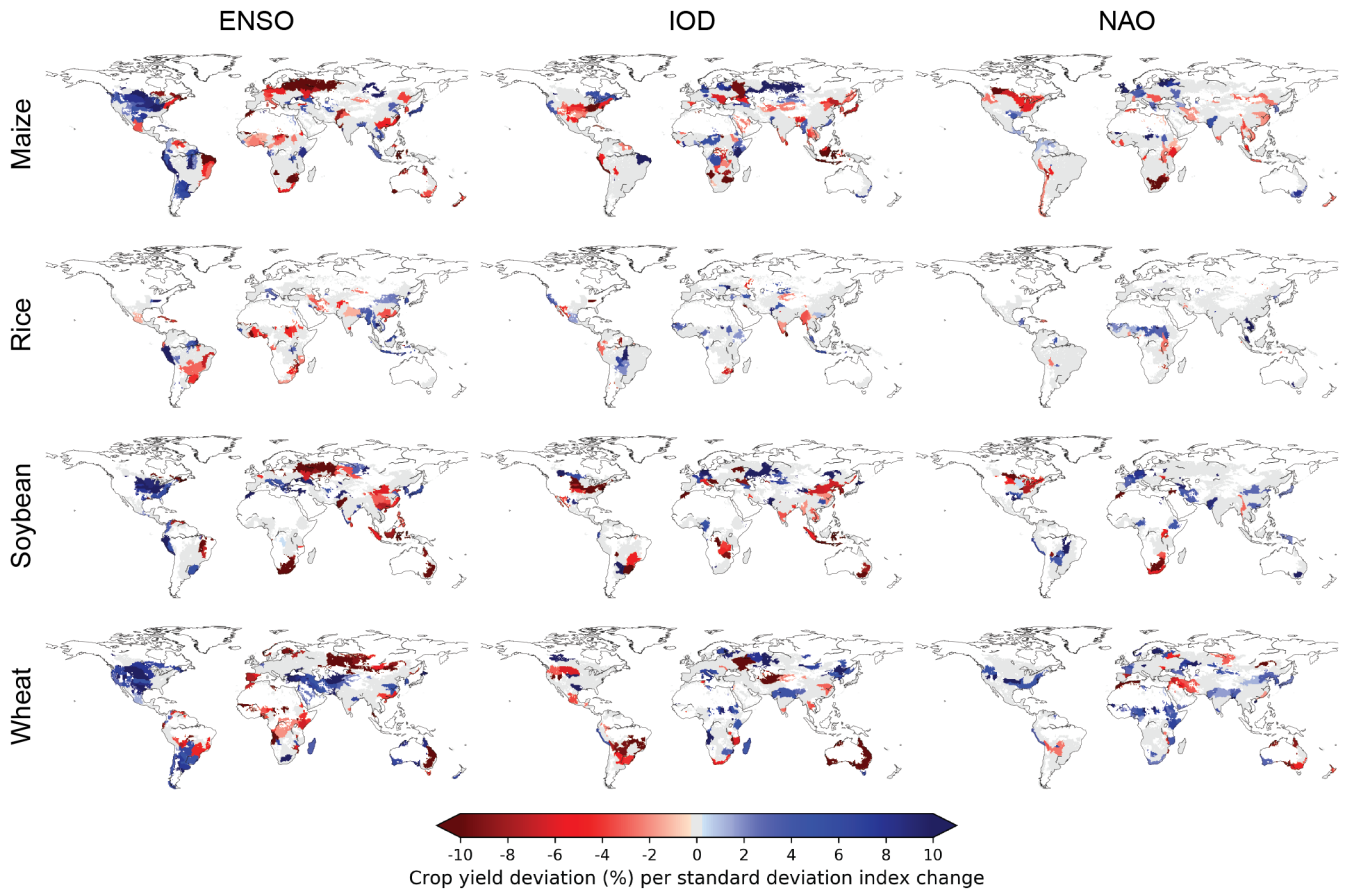 ENSO IOD NAO
Maize
Rice
Soybean
Wheat
-10 -8 -6 -4 -2 0 2 4 6 8 10
Crop yield deviation (%) per standard deviation index change